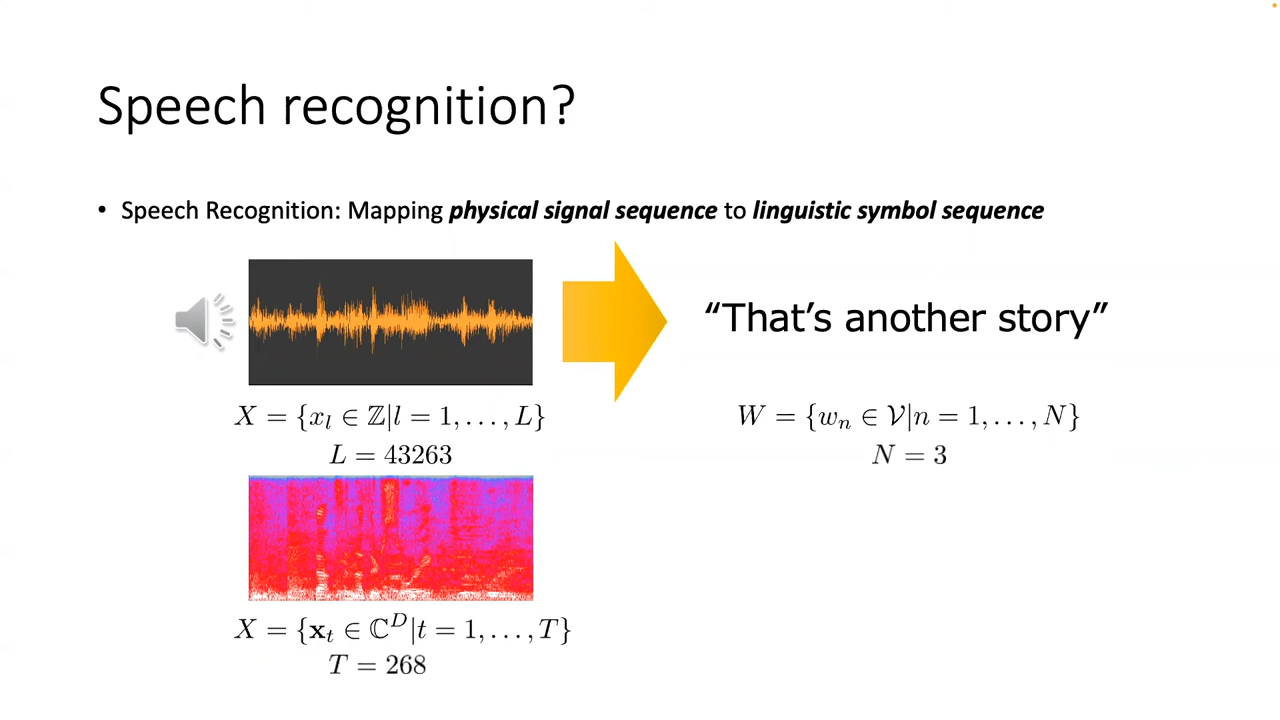 Speech recognition?
• Speech Recognition: Mapping physical signal sequence to linguistic symbol sequence
“That’s another story”
X = {x_l ∈ ℤ|l = 1, . . . , L}
L = 43263
W = {w_n ∈ 𝒱|n = 1, . . . , N}
N = 3
X = {𝐱_t ∈ ℂ^D|t = 1, . . . , T}
T = 268